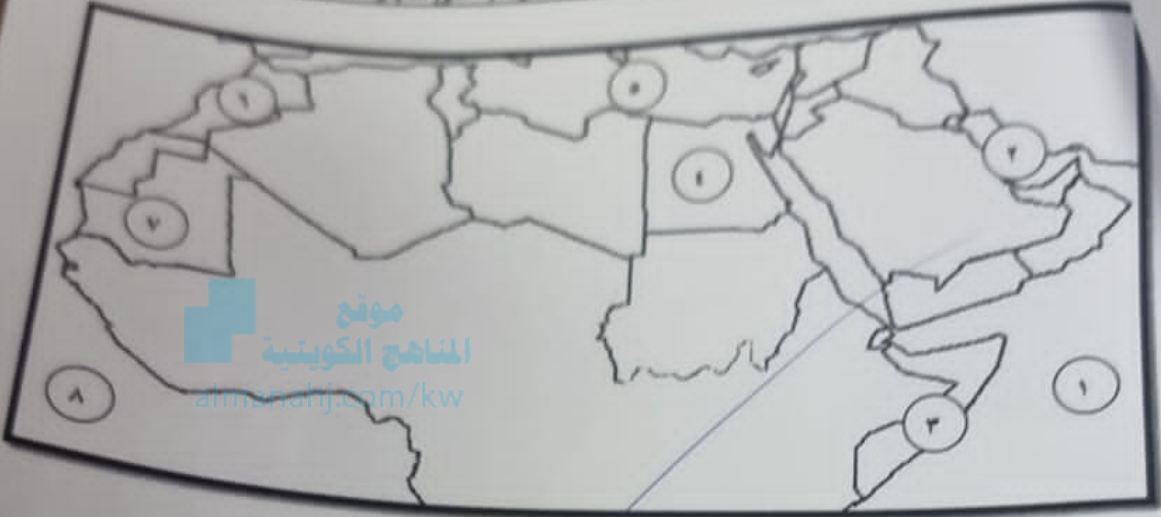 ٦
٥
٢
٤
٧
موقع
المناهج الكويتية
almanahj.com/kw
٨
١
٣